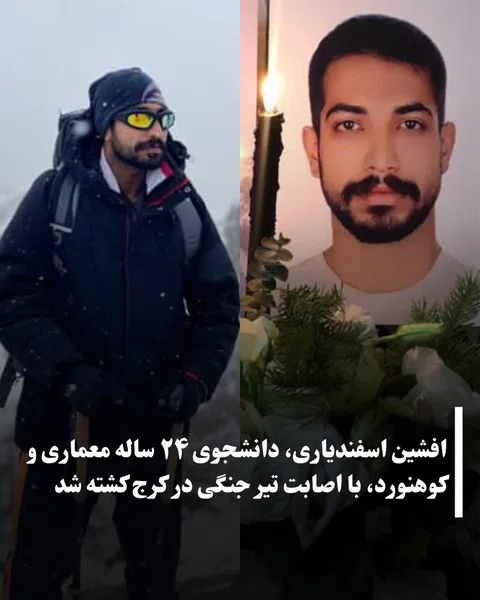 افشین اسفندیاری، دانشجوی ۲۴ ساله معماری و
کوهنورد، با اصابت تیر جنگی در کرج کشته شد